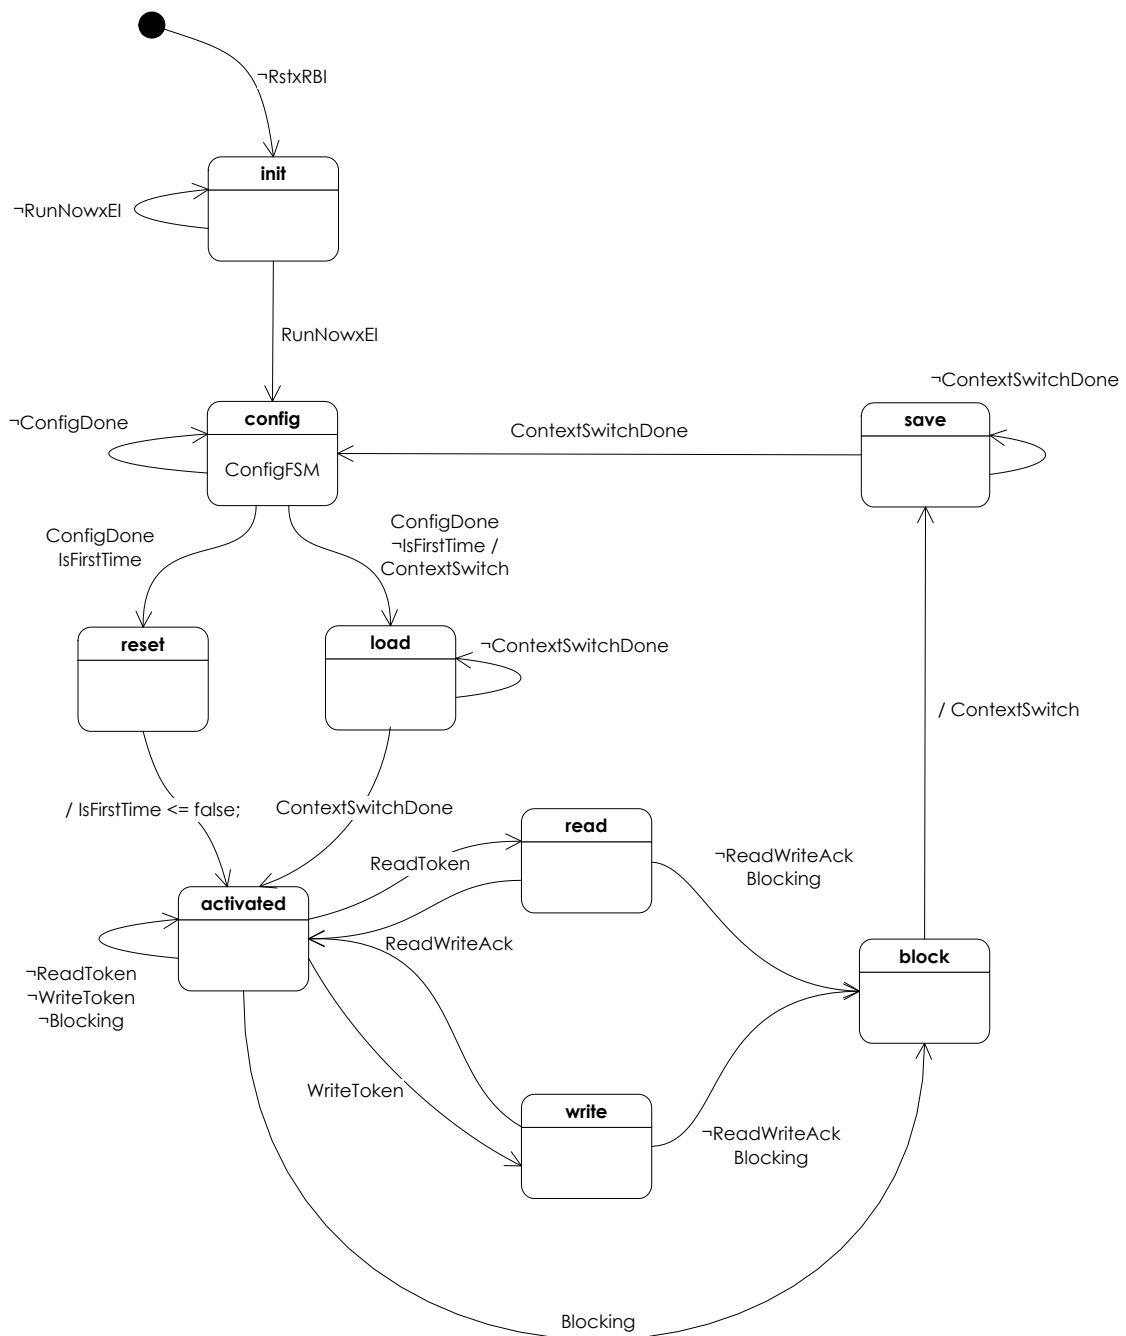 ¬RstxRBI
init
¬RunNowxEI
RunNowxEI
¬ContextSwitchDone
¬ConfigDone
config
save
ContextSwitchDone
ConfigFSM
ConfigDone
IsFirstTime
ConfigDone
¬IsFirstTime /
ContextSwitch
reset
load
¬ContextSwitchDone
/ ContextSwitch
/ IsFirstTime <= false;
ContextSwitchDone
read
ReadToken
¬ReadWriteAck
Blocking
activated
ReadWriteAck
block
¬ReadToken
¬WriteToken
¬Blocking
WriteToken
write
¬ReadWriteAck
Blocking
Blocking